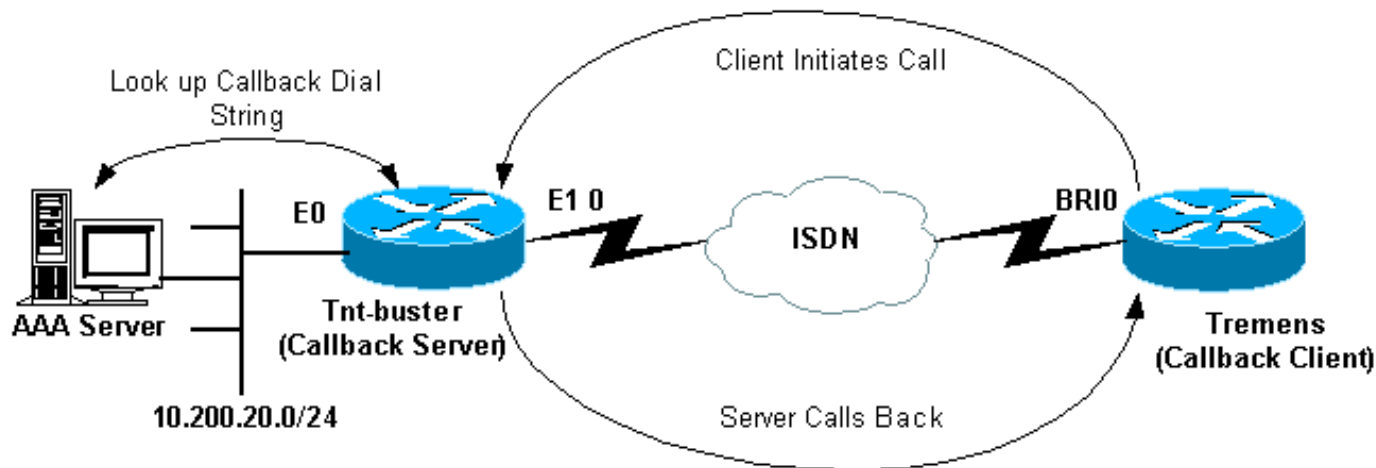 Client Initiates Call
Look up Callback Dial
String
E0
E1 0
ISDN
BRI0
AAA Server
Tnt-buster
(Callback Server)
Tremens
(Callback Client)
10.200.20.0/24
Server Calls Back